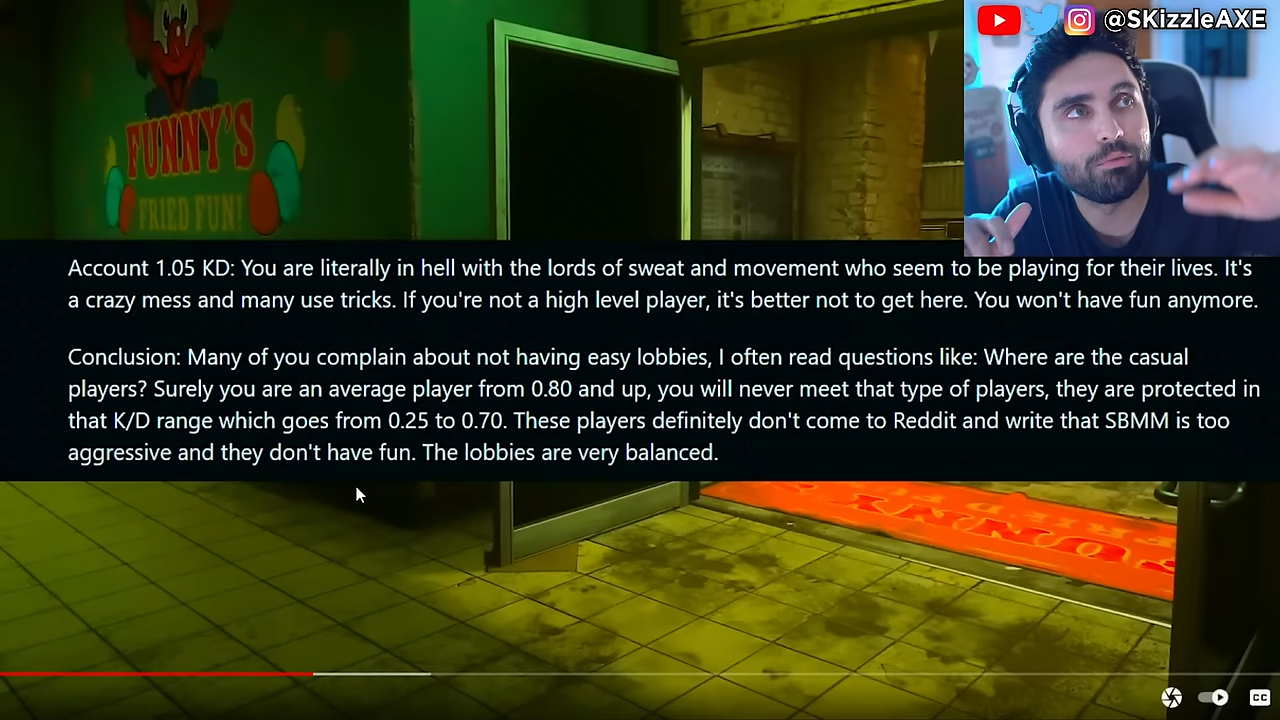 @SKizzleAXE
FUNNY'S
FRIED FUN!
Account 1.05 KD: You are literally in hell with the lords of sweat and movement who seem to be playing for their lives. It's
a crazy mess and many use tricks. If you're not a high level player, it's better not to get here. You won't have fun anymore.
Conclusion: Many of you complain about not having easy lobbies, I often read questions like: Where are the casual
players? Surely you are an average player from 0.80 and up, you will never meet that type of players, they are protected in
that K/D range which goes from 0.25 to 0.70. These players definitely don't come to Reddit and write that SBMM is too
aggressive and they don't have fun. The lobbies are very balanced.
CC